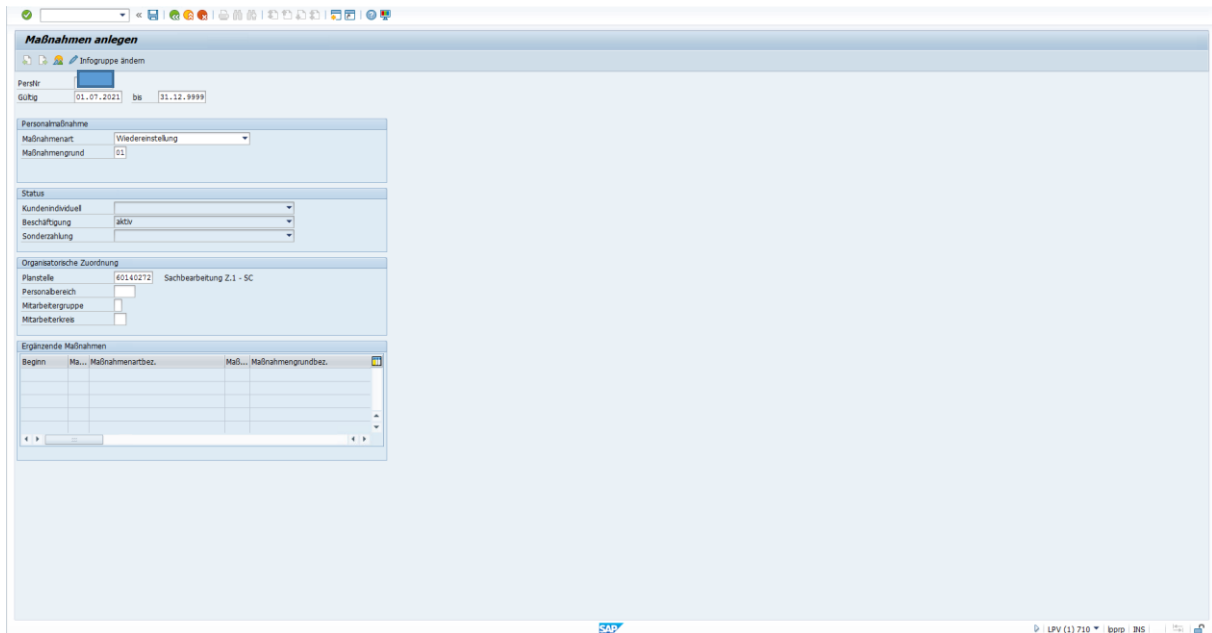 Maßnahmen anlegen
Infogruppe ändern
PersNr
Gültig 01.07.2021 bis 31.12.9999
Personalmaßnahme
Maßnahmenart Wiedereinstellung
Maßnahmengrund 01
Status
Kundenindividuell
Beschäftigung aktiv
Sonderzahlung
Organisatorische Zuordnung
Planstelle 60140272 Sachbearbeitung Z.1 - SC
Personalbereich
Mitarbeitergruppe
Mitarbeiterkreis
Ergänzende Maßnahmen
Beginn Ma... Maßnahmenartbez. Maß... Maßnahmengrundbez.
SAP LPV (1) 710 lpprp INS